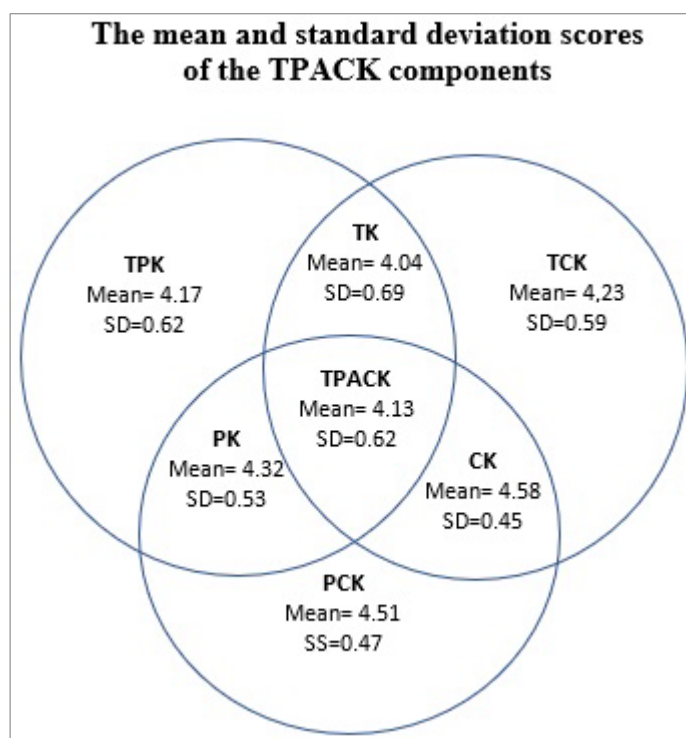 The mean and standard deviation scores
of the TPACK components
TK
Mean= 4.04
SD=0.69
TPK
Mean= 4.17
SD=0.62
TCK
Mean= 4,23
SD=0.59
TPACK
Mean= 4.13
SD=0.62
PK
Mean= 4.32
SD=0.53
CK
Mean= 4.58
SD=0.45
PCK
Mean= 4.51
SS=0.47